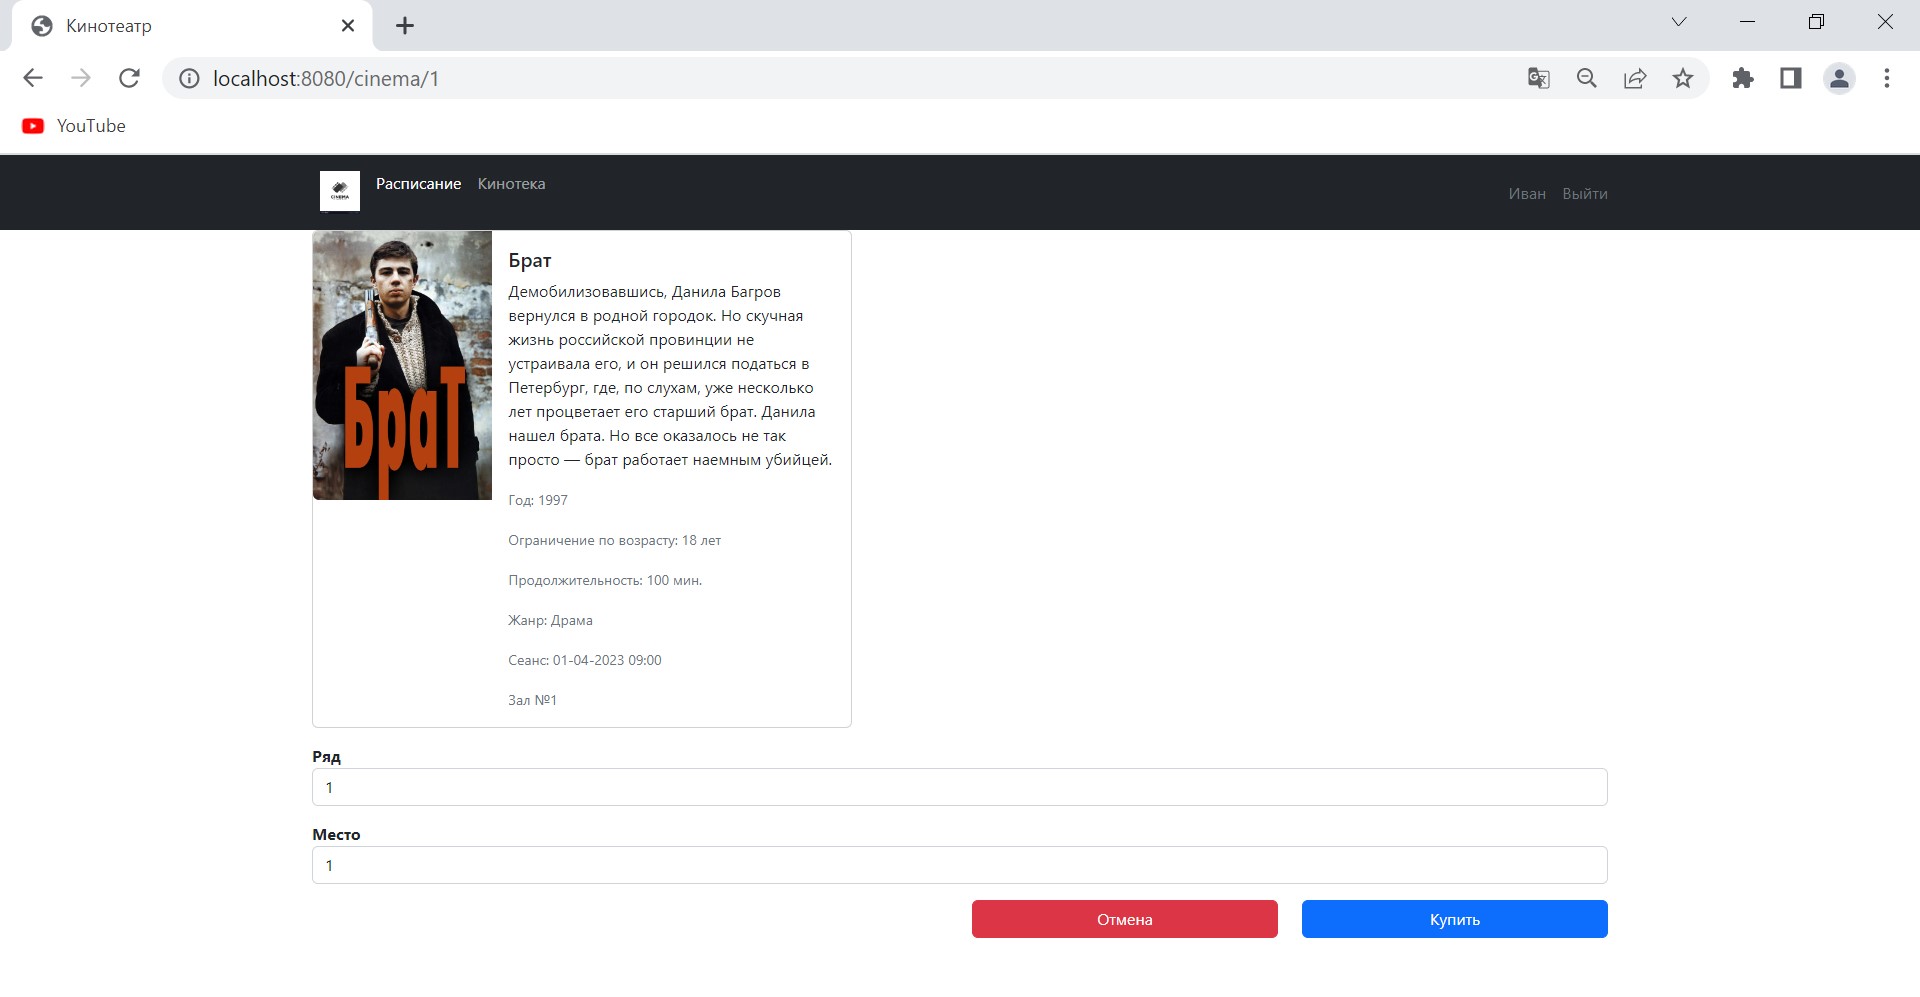 Кинотеатр
localhost:8080/cinema/1
YouTube
CINEMA
Расписание Кинотека
Иван Выйти
БраТ
Брат
Демобилизовавшись, Данила Багров
вернулся в родной городок. Но скучная
жизнь российской провинции не
устраивала его, и он решился податься в
Петербург, где, по слухам, уже несколько
лет процветает его старший брат. Данила
нашел брата. Но все оказалось не так
просто — брат работает наемным убийцей.
Год: 1997
Ограничение по возрасту: 18 лет
Продолжительность: 100 мин.
Жанр: Драма
Сеанс: 01-04-2023 09:00
Зал №1
Ряд
1
Место
1
Отмена Купить